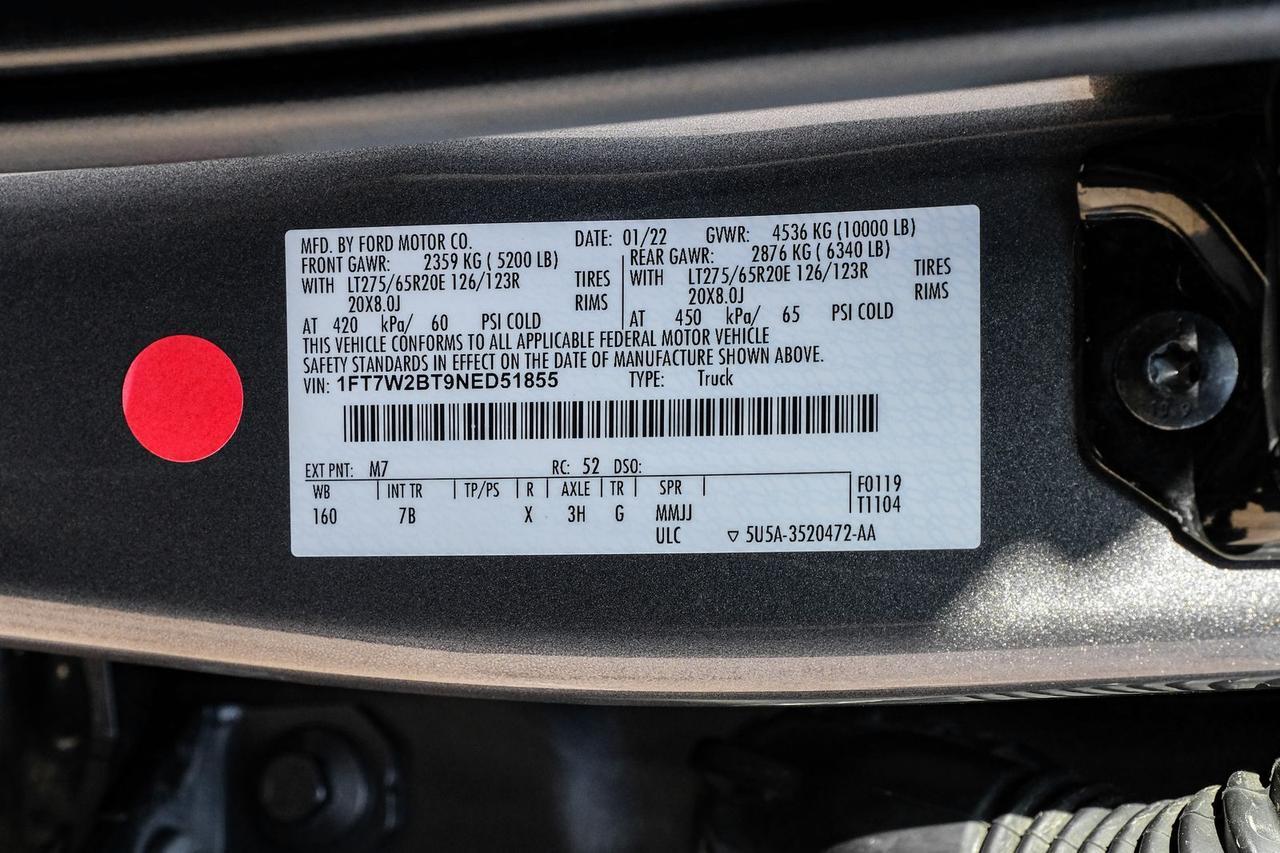 MFD. BY FORD MOTOR CO. DATE: 01/22 GVWR: 4536 KG (10000 LB)
FRONT GAWR: 2359 KG ( 5200 LB) REAR GAWR: 2876 KG ( 6340 LB)
WITH LT275/65R20E 126/123R TIRES WITH LT275/65R20E 126/123R TIRES
20X8.0J RIMS 20X8.0J RIMS
AT 420 kPa/ 60 PSI COLD AT 450 kPa/ 65 PSI COLD
THIS VEHICLE CONFORMS TO ALL APPLICABLE FEDERAL MOTOR VEHICLE
SAFETY STANDARDS IN EFFECT ON THE DATE OF MANUFACTURE SHOWN ABOVE.
VIN: 1FT7W2BT9NED51855 TYPE: Truck
EXT PNT: M7 RC: 52 DSO:
WB INT TR TP/PS R AXLE TR SPR F0119
160 7B X 3H G MMJJ T1104
ULC ▽ 5U5A-3520472-AA